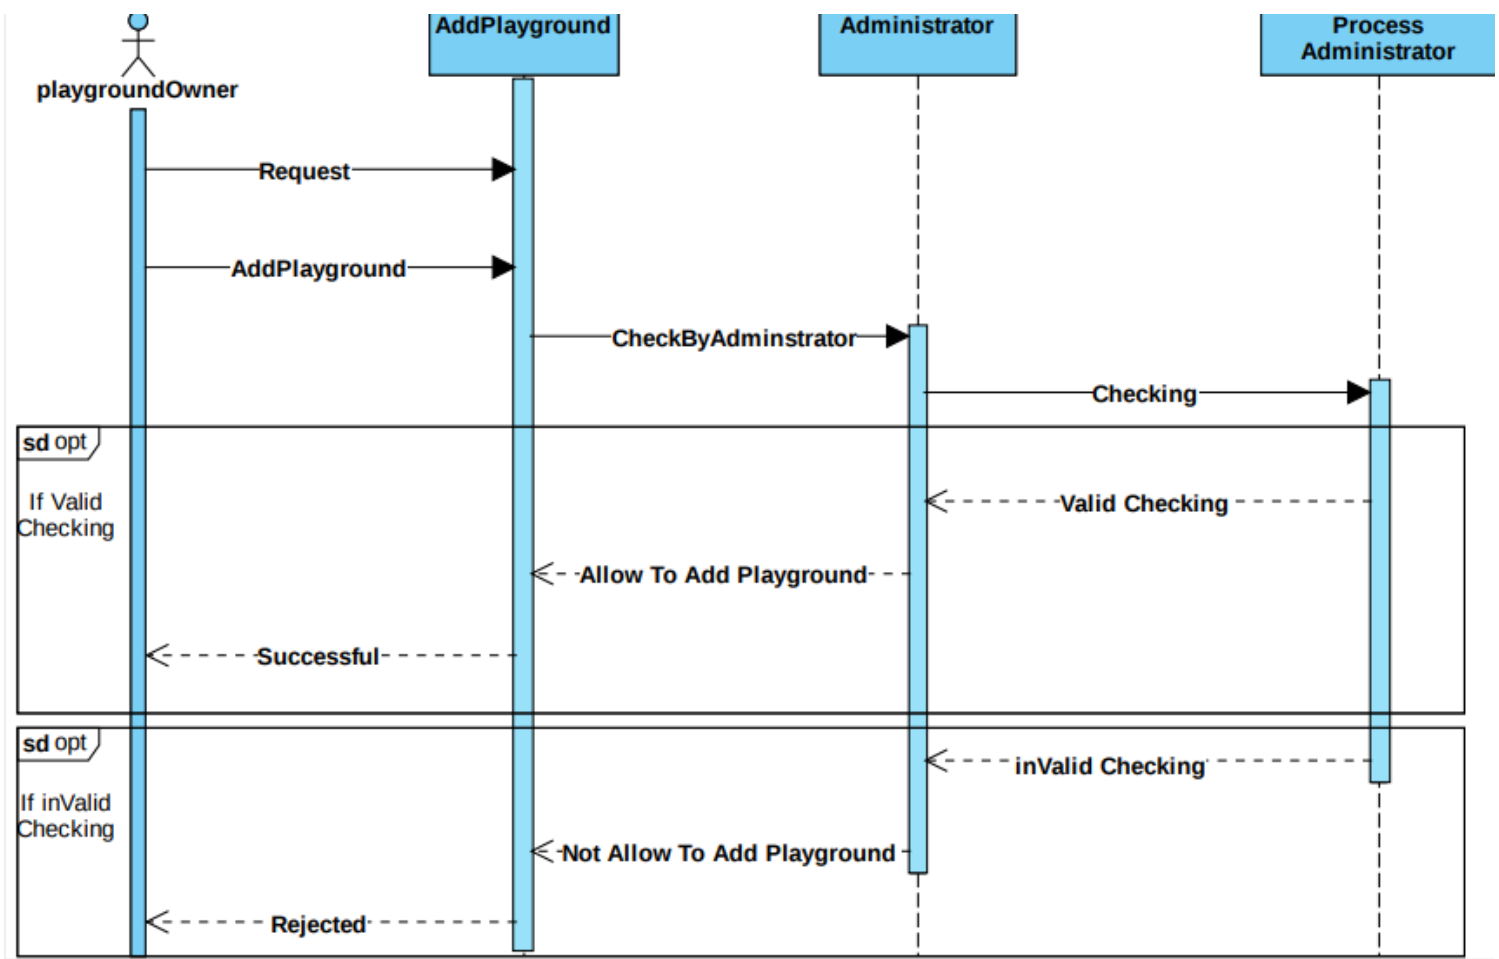 AddPlayground
Administrator
Process
Administrator
playgroundOwner
Request
AddPlayground
CheckByAdminstrator
Checking
sd opt
If Valid
Checking
Valid Checking
Allow To Add Playground
Successful
sd opt
If inValid
Checking
inValid Checking
Not Allow To Add Playground
Rejected